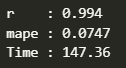 r    : 0.994
mape : 0.0747
Time : 147.36